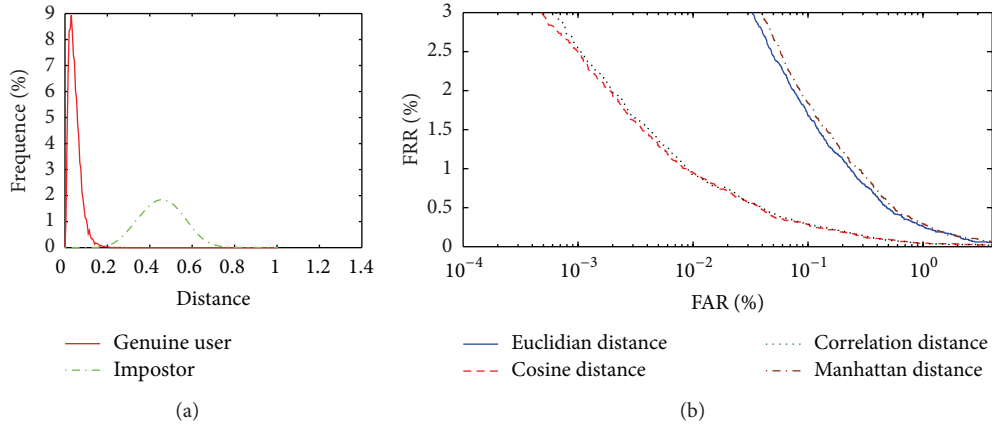 9
8
7
6
5
4
3
2
1
0
Frequence (%)
0 0.2 0.4 0.6 0.8 1 1.2 1.4
Distance
Genuine user
Impostor
(a)
3
2.5
2
1.5
1
0.5
0
FRR (%)
10⁻⁴ 10⁻³ 10⁻² 10⁻¹ 10⁰
FAR (%)
Euclidian distance
Cosine distance
Correlation distance
Manhattan distance
(b)